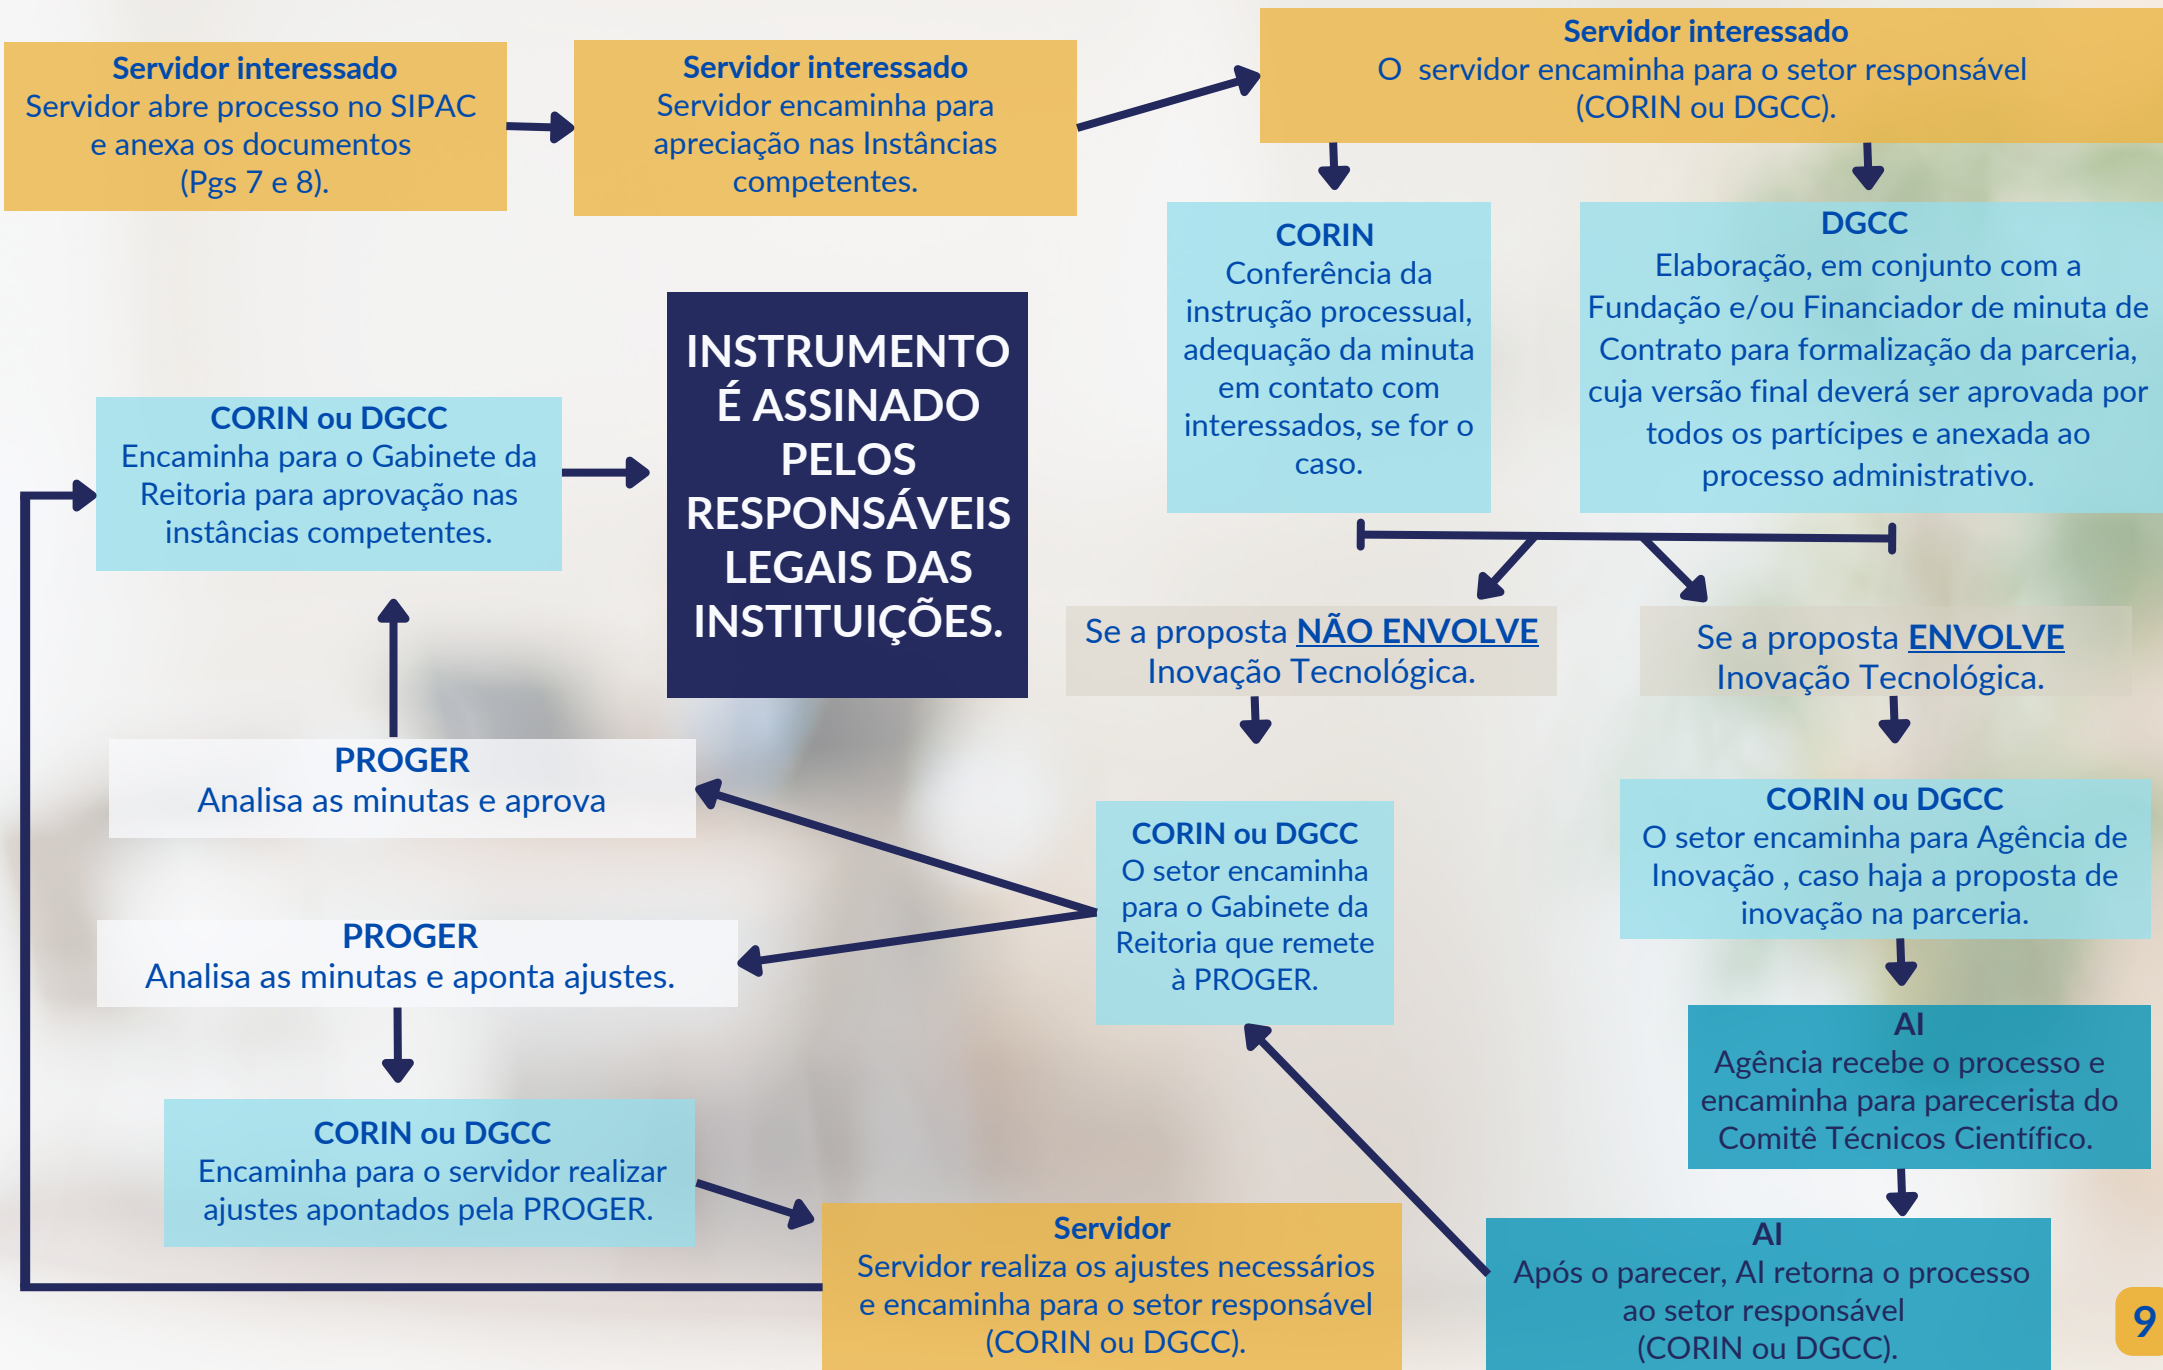 Servidor interessado
Servidor abre processo no SIPAC
e anexa os documentos
(Pgs 7 e 8).
Servidor interessado
Servidor encaminha para
apreciação nas Instâncias
competentes.
Servidor interessado
O servidor encaminha para o setor responsável
(CORIN ou DGCC).
CORIN
Conferência da
instrução processual,
adequação da minuta
em contato com
interessados, se for o
caso.
DGCC
Elaboração, em conjunto com a
Fundação e/ou Financiador de minuta de
Contrato para formalização da parceria,
cuja versão final deverá ser aprovada por
todos os partícipes e anexada ao
processo administrativo.
Se a proposta NÃO ENVOLVE
Inovação Tecnológica.
Se a proposta ENVOLVE
Inovação Tecnológica.
CORIN ou DGCC
O setor encaminha para Agência de
Inovação , caso haja a proposta de
inovação na parceria.
AI
Agência recebe o processo e
encaminha para parecerista do
Comitê Técnicos Científico.
AI
Após o parecer, AI retorna o processo
ao setor responsável
(CORIN ou DGCC).
CORIN ou DGCC
O setor encaminha
para o Gabinete da
Reitoria que remete
à PROGER.
PROGER
Analisa as minutas e aprova
PROGER
Analisa as minutas e aponta ajustes.
CORIN ou DGCC
Encaminha para o servidor realizar
ajustes apontados pela PROGER.
Servidor
Servidor realiza os ajustes necessários
e encaminha para o setor responsável
(CORIN ou DGCC).
CORIN ou DGCC
Encaminha para o Gabinete da
Reitoria para aprovação nas
instâncias competentes.
INSTRUMENTO
É ASSINADO
PELOS
RESPONSÁVEIS
LEGAIS DAS
INSTITUIÇÕES.
9